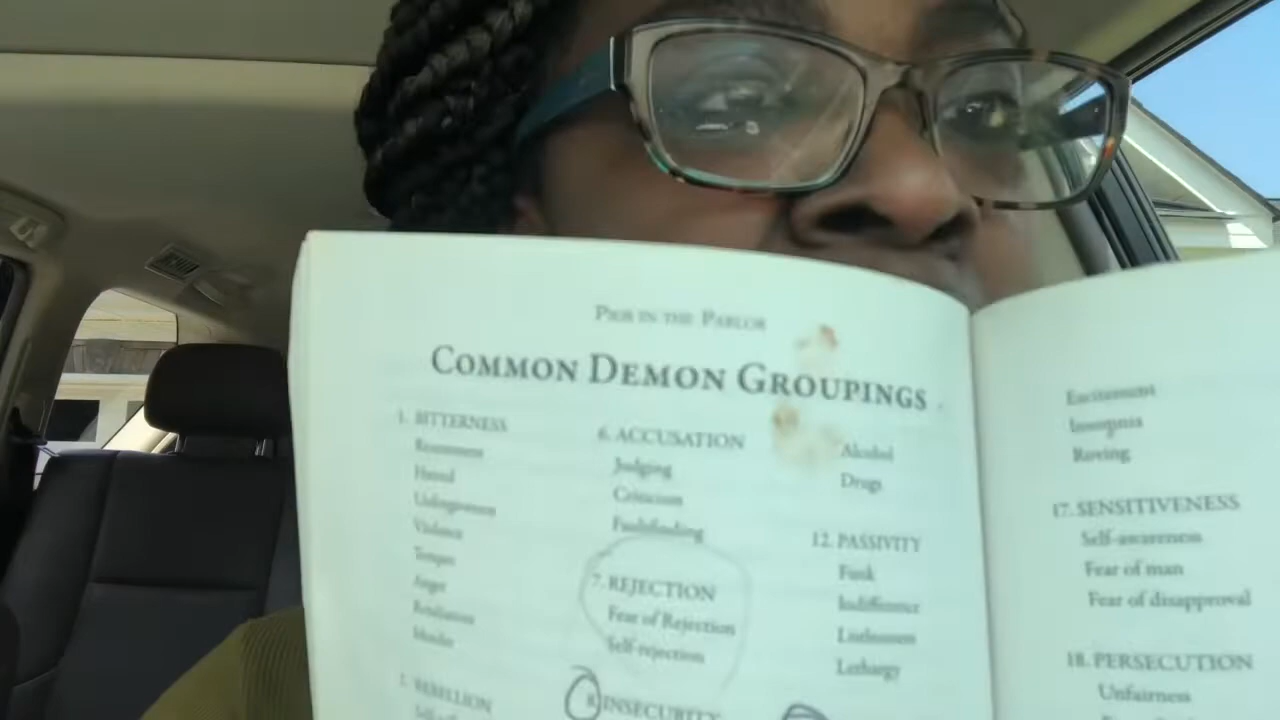 PIGS IN THE PARLOR
COMMON DEMON GROUPINGS
1. BITTERNESS
Resentment
Hatred
Unforgiveness
Violence
Temper
Anger
Retaliation
Murder
REBELLION
6. ACCUSATION
Judging
Criticism
Faultfinding
7. REJECTION
Fear of Rejection
Self-rejection
8. INSECURITY
Alcohol
Drugs
12. PASSIVITY
Funk
Indifference
Listlessness
Lethargy
Excitement
Insomnia
Roving
17. SENSITIVENESS
Self-awareness
Fear of man
Fear of disapproval
18. PERSECUTION
Unfairness